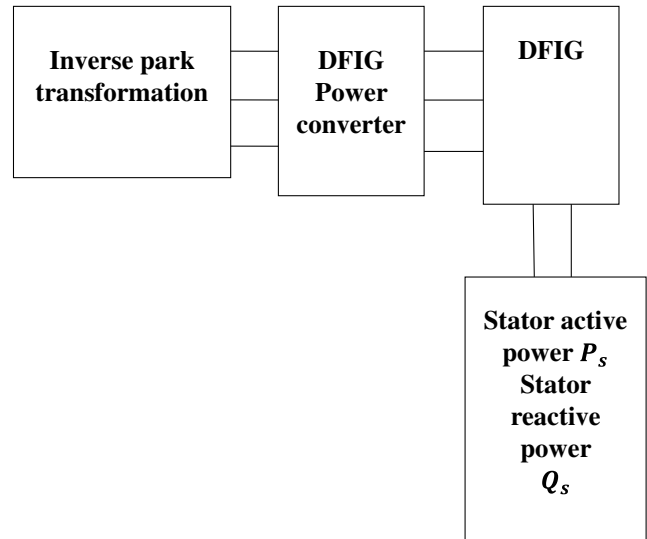 Inverse park
transformation
DFIG
Power
converter
DFIG
Stator active
power P_s
Stator
reactive
power
Q_s